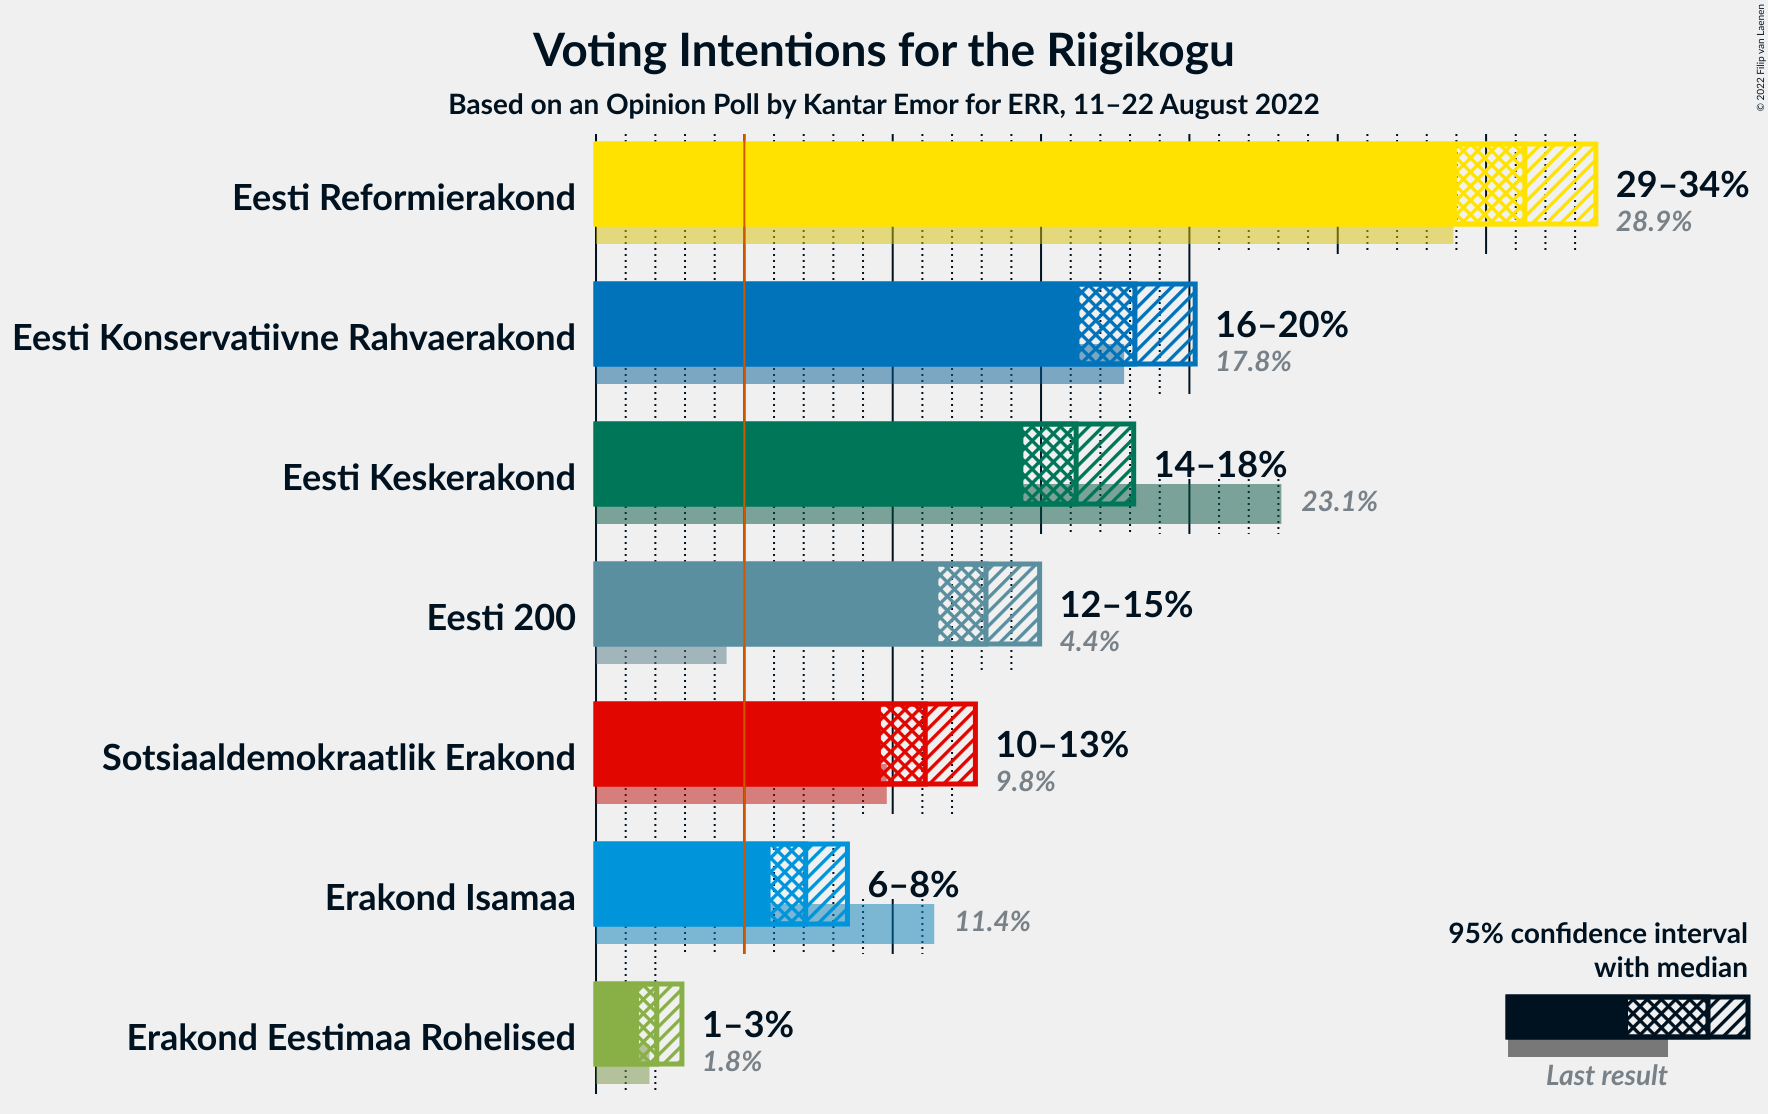 Voting Intentions for the Riigikogu
Based on an Opinion Poll by Kantar Emor for ERR, 11–22 August 2022
© 2022 Filip van Laenen
Eesti Reformierakond
29–34%
28.9%
Eesti Konservatiivne Rahvaerakond
16–20%
17.8%
Eesti Keskerakond
14–18%
23.1%
Eesti 200
12–15%
4.4%
Sotsiaaldemokraatlik Erakond
10–13%
9.8%
Erakond Isamaa
6–8%
11.4%
Erakond Eestimaa Rohelised
1–3%
1.8%
95% confidence interval
with median
Last result